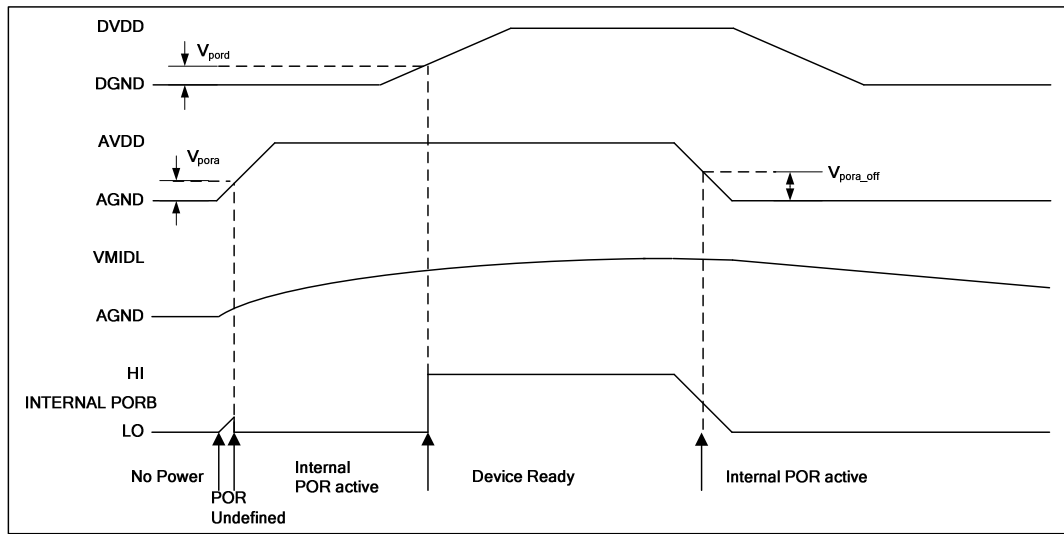 DVDD
Vpord
DGND
AVDD
Vpora
Vpora_off
AGND
VMIDL
AGND
HI
INTERNAL PORB
LO
No Power
POR
Undefined
Internal
POR active
Device Ready
Internal POR active